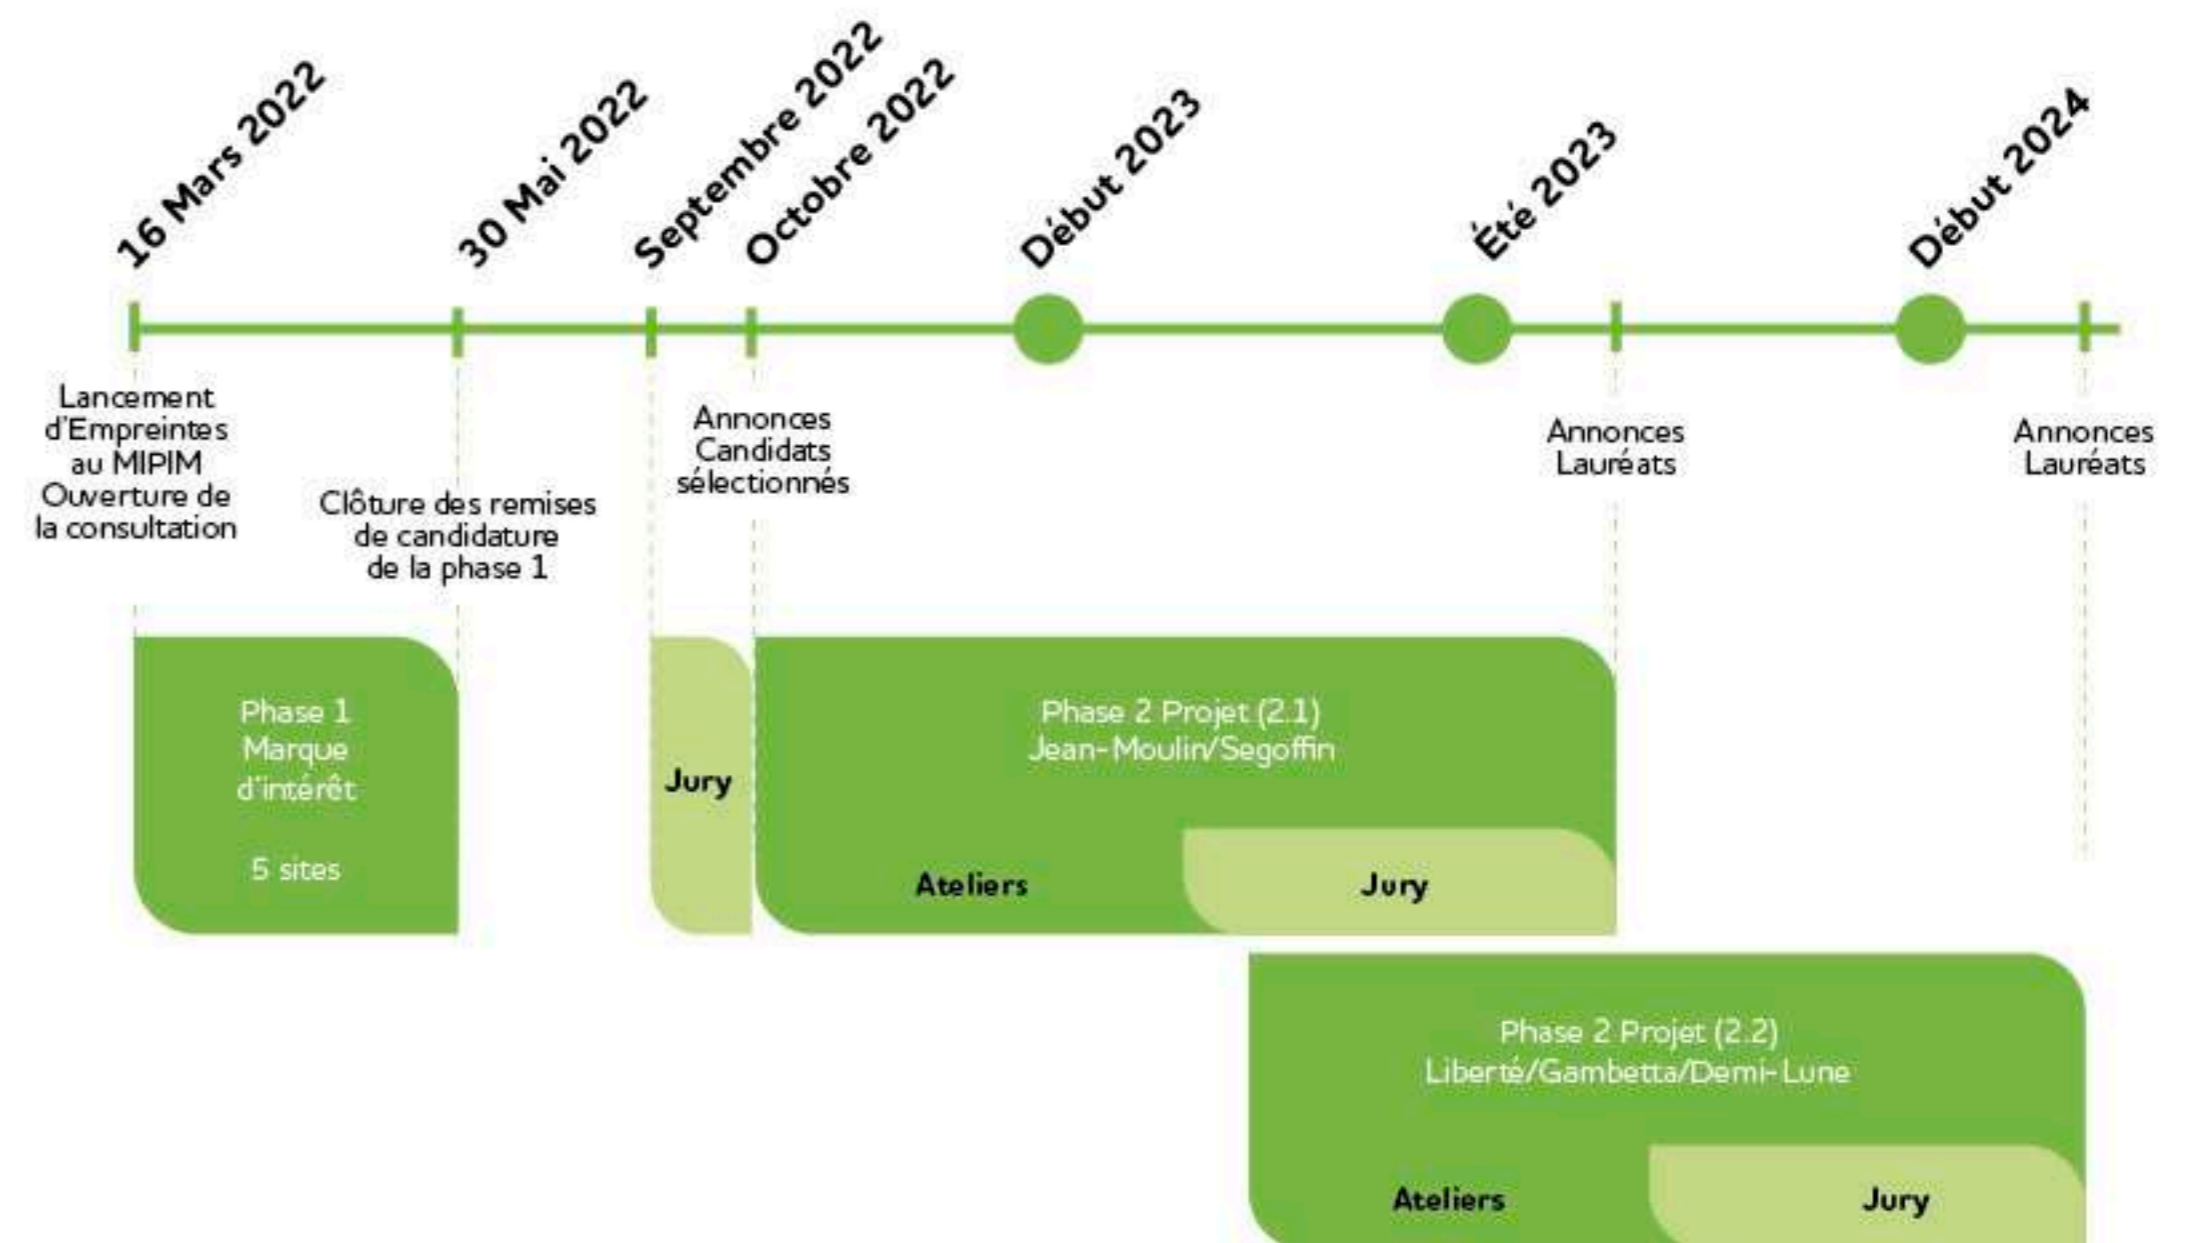 16 Mars 2022
30 Mai 2022
Septembre 2022
Octobre 2022
Début 2023
Été 2023
Début 2024
Lancement
d'Empreintes
au MIPIM
Ouverture de
la consultation
Clôture des remises
de candidature
de la phase 1
Annonces
Candidats
sélectionnés
Annonces
Lauréats
Annonces
Lauréats
Phase 1
Marque
d'intérêt
5 sites
Jury
Phase 2 Projet (2.1)
Jean-Moulin/Segoffin
Ateliers
Jury
Phase 2 Projet (2.2)
Liberté/Gambetta/Demi-Lune
Ateliers
Jury